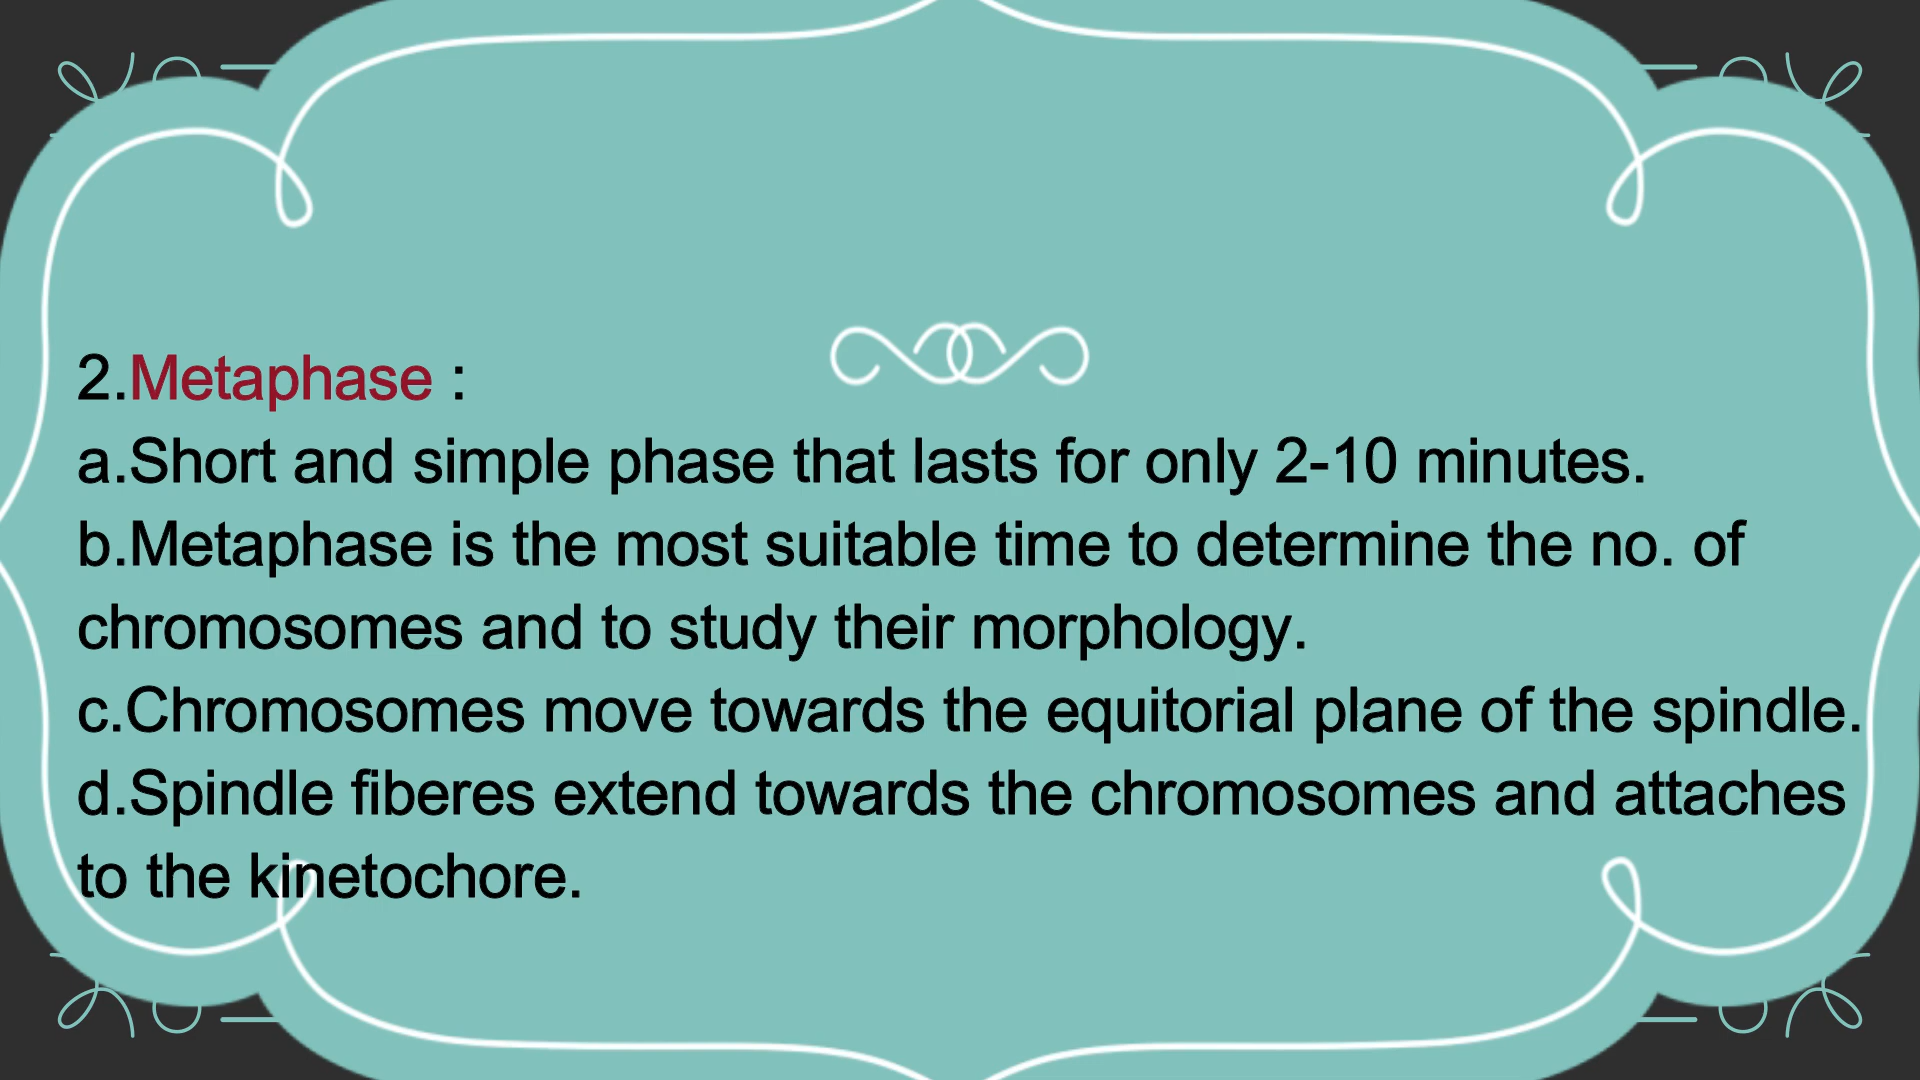 2.Metaphase :
a.Short and simple phase that lasts for only 2-10 minutes.
b.Metaphase is the most suitable time to determine the no. of
chromosomes and to study their morphology.
c.Chromosomes move towards the equitorial plane of the spindle.
d.Spindle fiberes extend towards the chromosomes and attaches
to the kinetochore.